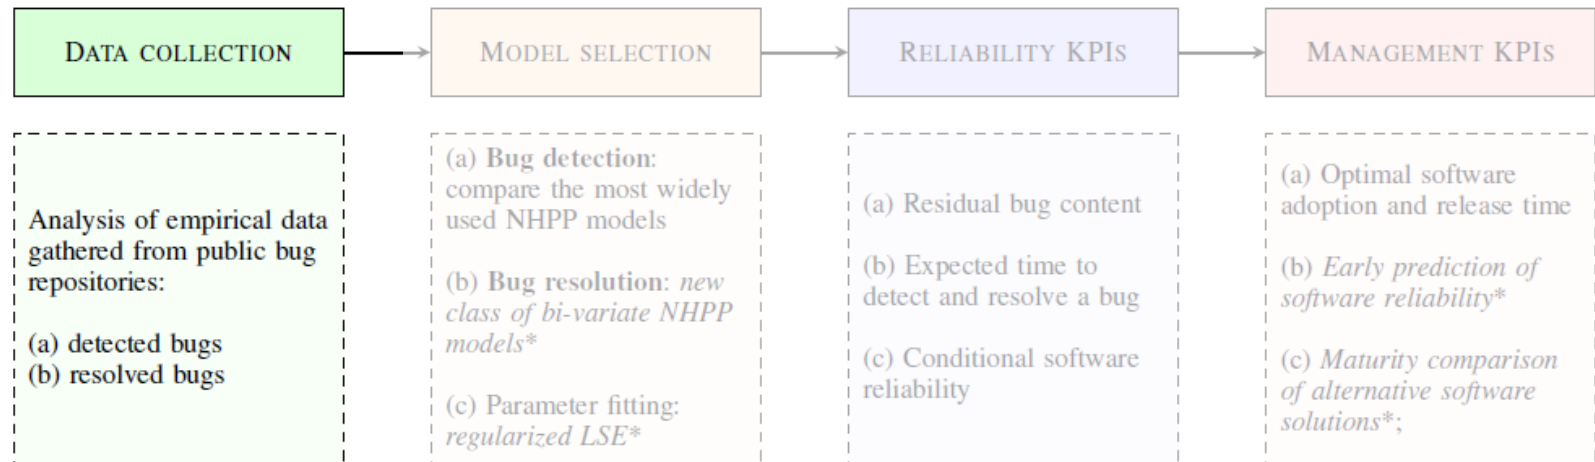 DATA COLLECTION
MODEL SELECTION
RELIABILITY KPIS
MANAGEMENT KPIS
Analysis of empirical data
gathered from public bug
repositories:
(a) detected bugs
(b) resolved bugs
(a) Bug detection:
compare the most widely
used NHPP models
(b) Bug resolution: new
class of bi-variate NHPP
models*
(c) Parameter fitting:
regularized LSE*
(a) Residual bug content
(b) Expected time to
detect and resolve a bug
(c) Conditional software
reliability
(a) Optimal software
adoption and release time
(b) Early prediction of
software reliability*
(c) Maturity comparison
of alternative software
solutions*;